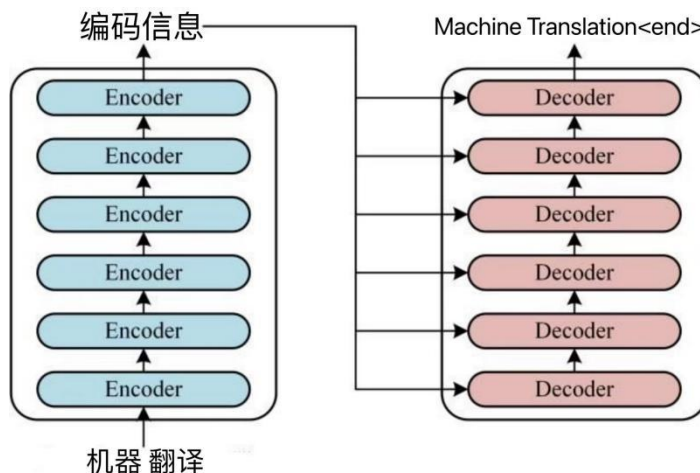 编码信息
Machine Translation<end>
Encoder
Encoder
Encoder
Encoder
Encoder
Encoder
机器 翻译
Decoder
Decoder
Decoder
Decoder
Decoder
Decoder